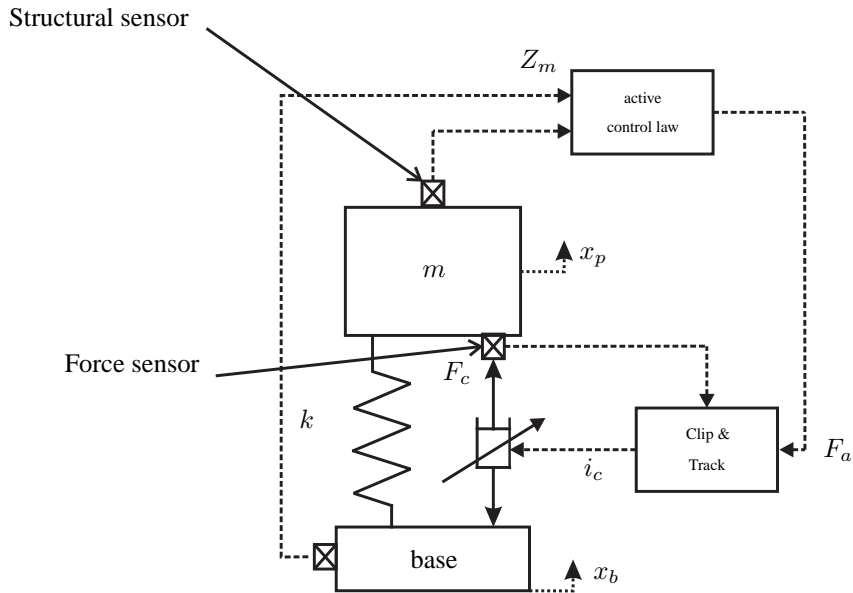 Structural sensor
Z_m
active
control law
m
x_p
Force sensor
F_c
k
Clip &
Track
F_a
i_c
base
x_b